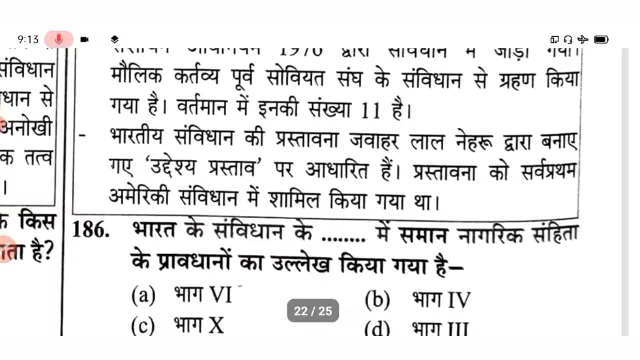 9:13
1976 द्वारा संविधान में जोड़ा गया।
मौलिक कर्तव्य पूर्व सोवियत संघ के संविधान से ग्रहण किया
गया है। वर्तमान में इनकी संख्या 11 है।
- भारतीय संविधान की प्रस्तावना जवाहर लाल नेहरू द्वारा बनाए
गए ‘उद्देश्य प्रस्ताव’ पर आधारित हैं। प्रस्तावना को सर्वप्रथम
अमेरिकी संविधान में शामिल किया गया था।
संविधान
धान से
अनोखी
क तत्व
।
किस
ता है?
186. भारत के संविधान के ........ में समान नागरिक संहिता
के प्रावधानों का उल्लेख किया गया है–
(a) भाग VI
(b) भाग IV
(c) भाग X
(d) भाग III
22 / 25